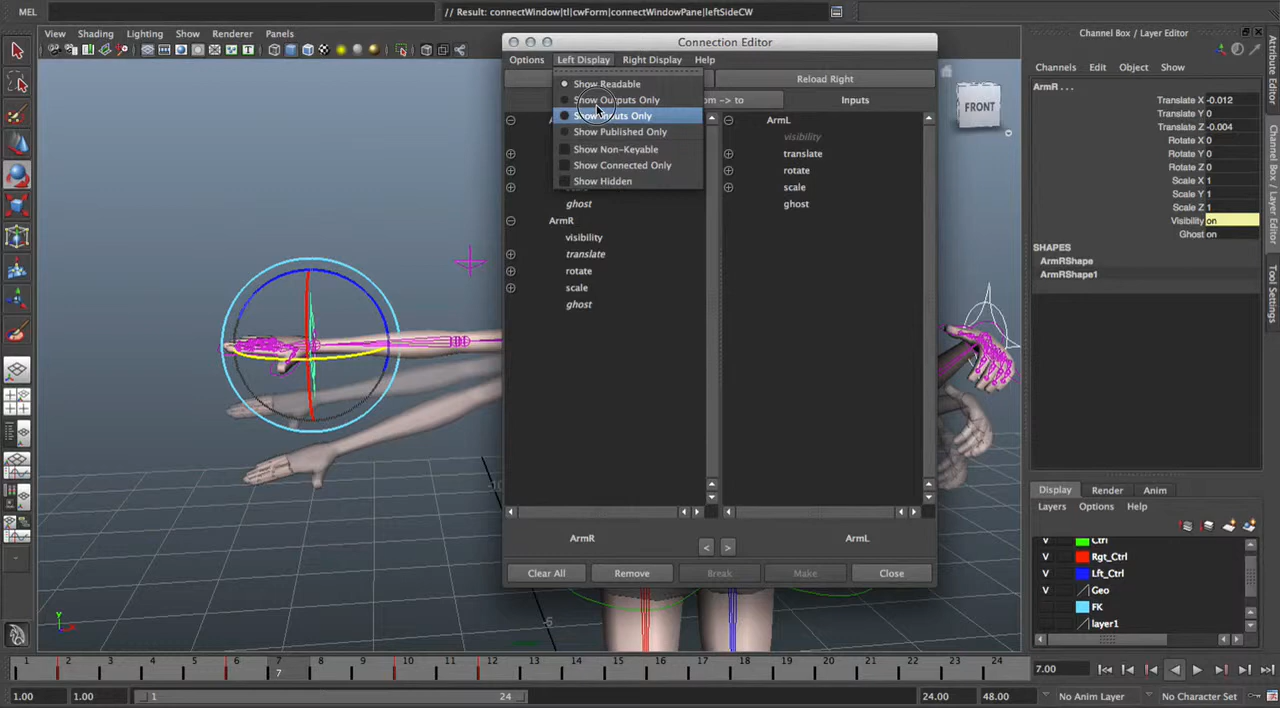 MEL
// Result: connectWindow|tl|cwForm|connectWindowPane|leftSideCW
View Shading Lighting Show Renderer Panels
Connection Editor
Channel Box / Layer Editor
Options Left Display Right Display Help
Channels Edit Object Show
Reload Right
Show Readable
Show Outputs Only
Show Inputs Only
Show Published Only
Show Non-Keyable
Show Connected Only
Show Hidden
om -> to
Inputs
ArmL
visibility
translate
rotate
scale
ghost
ghost
ArmR
visibility
translate
rotate
scale
ghost
ArmR
ArmL
<
>
Clear All Remove Break Make Close
FRONT
ArmR . . .
Translate X -0.012
Translate Y 0
Translate Z -0.004
Rotate X 0
Rotate Y 0
Rotate Z 0
Scale X 1
Scale Y 1
Scale Z 1
Visibility on
Ghost on
SHAPES
ArmRShape
ArmRShape1
Attribute Editor
Channel Box / Layer Editor
Tool Settings
Display Render Anim
Layers Options Help
V Ctrl
V Rgt_Ctrl
V Lft_Ctrl
V Geo
FK
layer1
Y
-5
1 2 3 4 5 6 7 8 9 10 11 12 13 14 15 16 17 18 19 20 21 22 23 24
7
7.00
1.00 1.00 1 24 24.00 48.00 No Anim Layer No Character Set